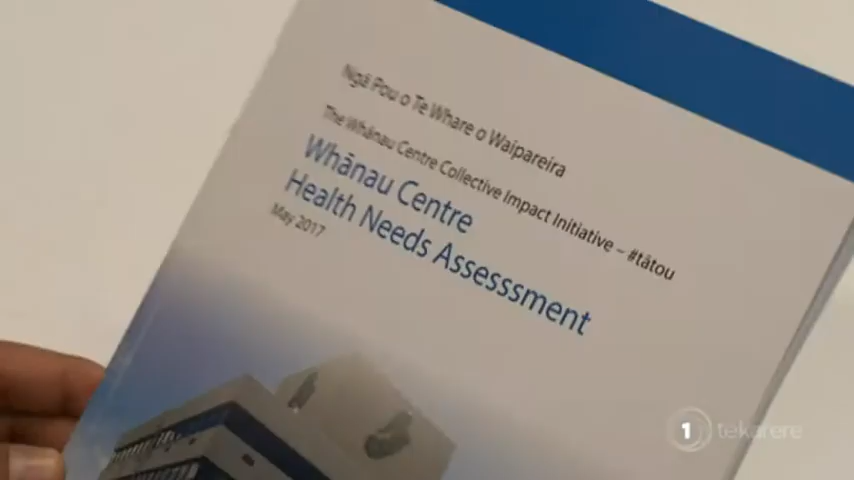 Ngā Pou o Te Whare o Waipareira
The Whānau Centre Collective Impact Initiative – #tātou
Whānau Centre
Health Needs Assesssment
May 2017
1 tekarere